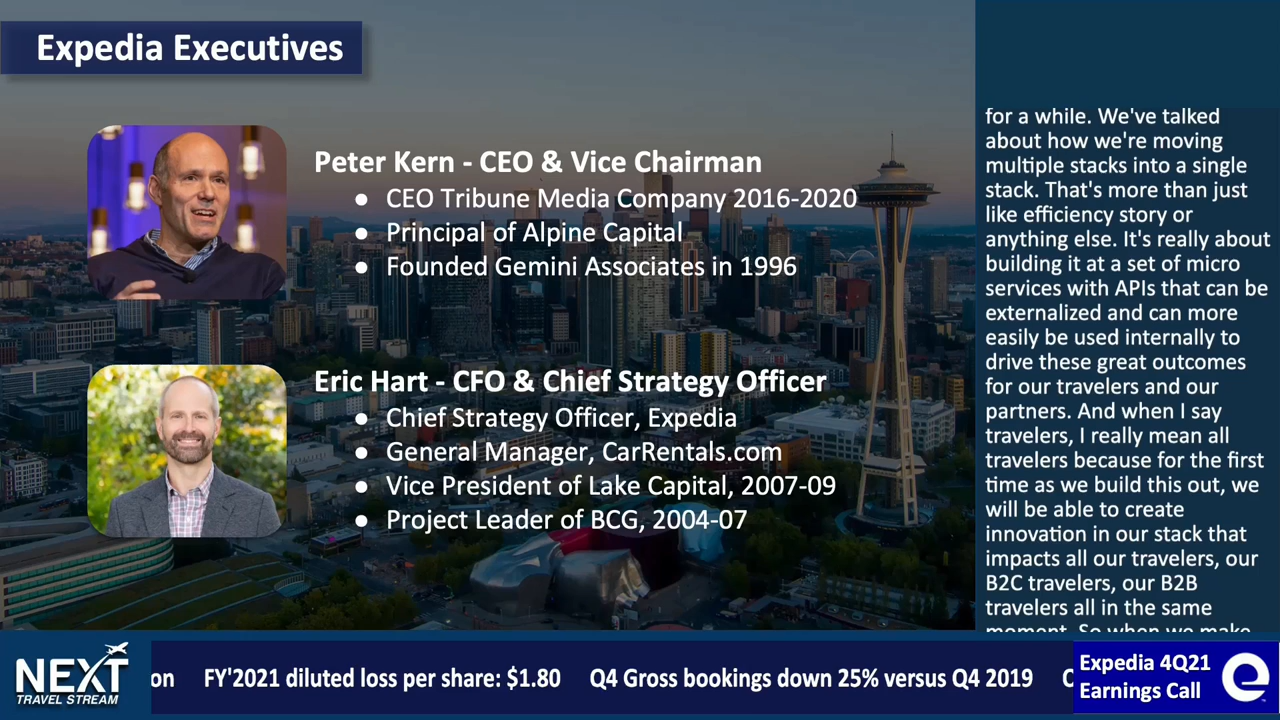 Expedia Executives
Peter Kern - CEO & Vice Chairman
● CEO Tribune Media Company 2016-2020
● Principal of Alpine Capital
● Founded Gemini Associates in 1996
Eric Hart - CFO & Chief Strategy Officer
● Chief Strategy Officer, Expedia
● General Manager, CarRentals.com
● Vice President of Lake Capital, 2007-09
● Project Leader of BCG, 2004-07
for a while. We've talked
about how we're moving
multiple stacks into a single
stack. That's more than just
like efficiency story or
anything else. It's really about
building it at a set of micro
services with APIs that can be
externalized and can more
easily be used internally to
drive these great outcomes
for our travelers and our
partners. And when I say
travelers, I really mean all
travelers because for the first
time as we build this out, we
will be able to create
innovation in our stack that
impacts all our travelers, our
B2C travelers, our B2B
travelers all in the same
moment. So when we make
NEXT
TRAVEL STREAM
on FY'2021 diluted loss per share: $1.80 Q4 Gross bookings down 25% versus Q4 2019
Expedia 4Q21
Earnings Call